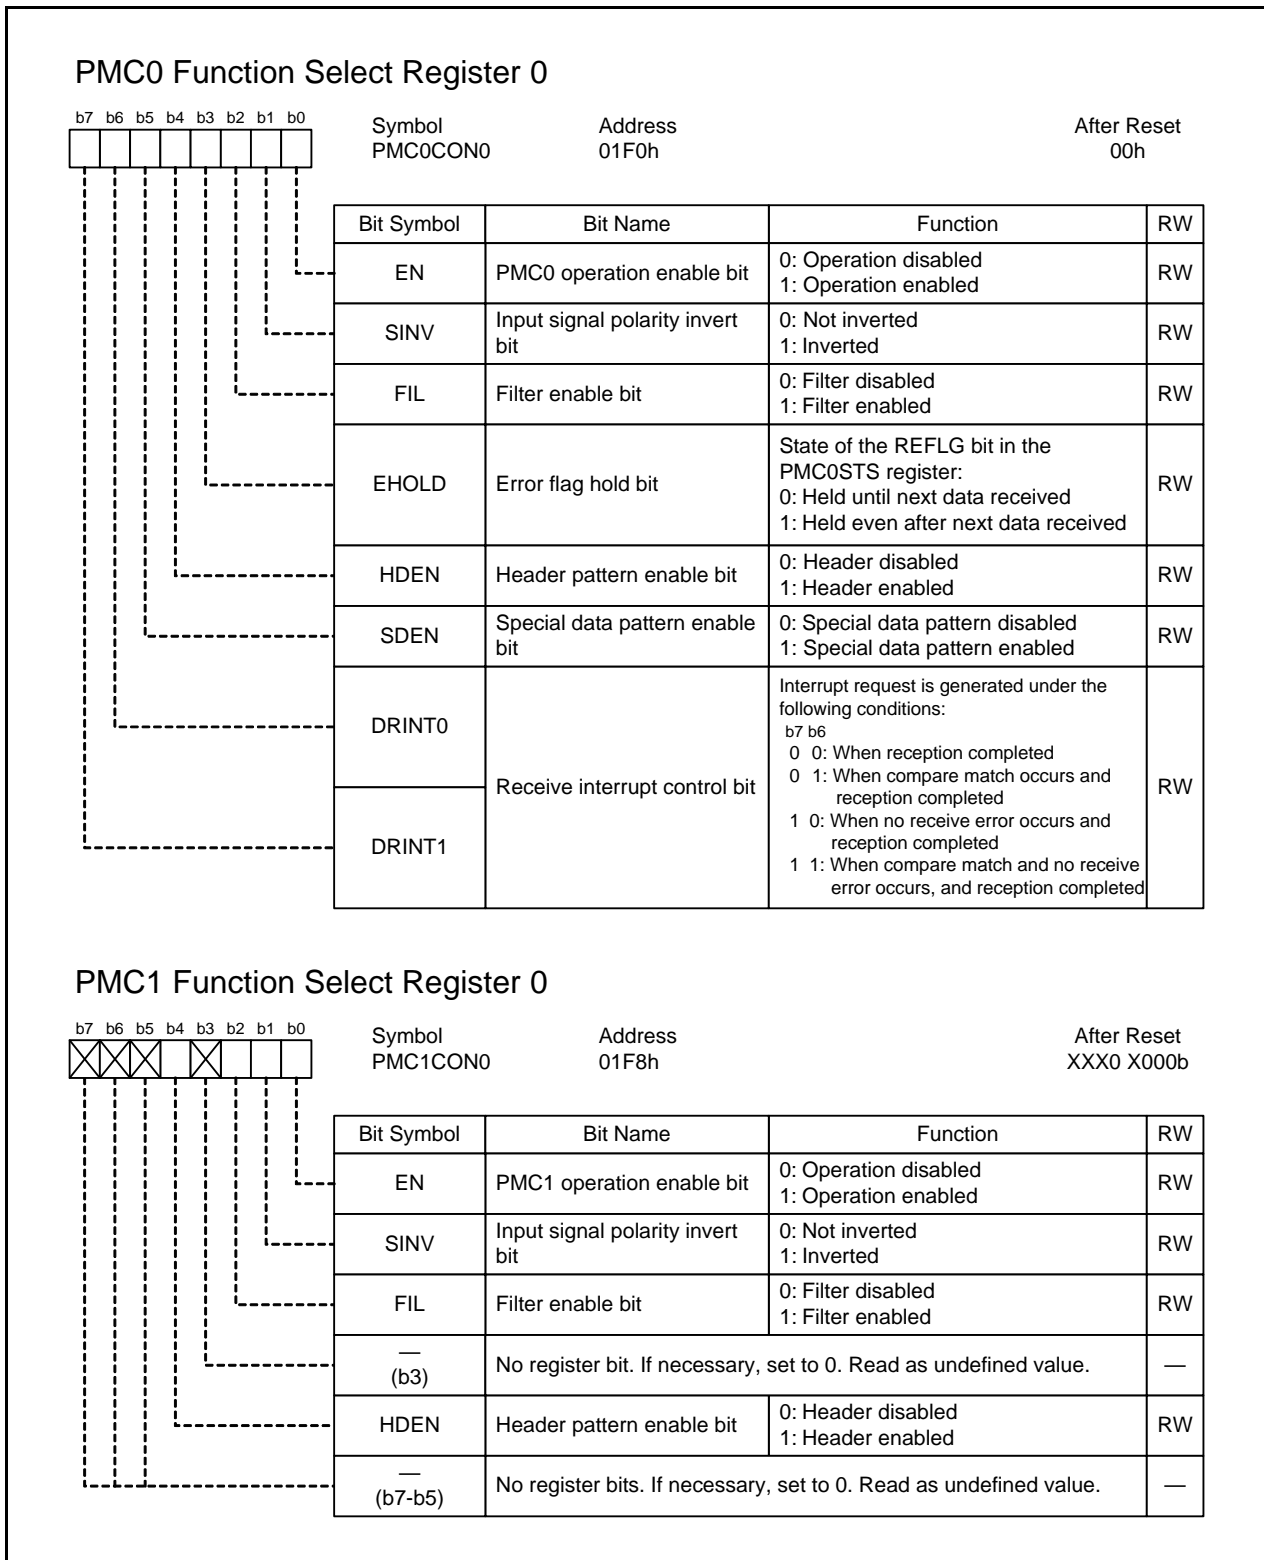 PMC0 Function Select Register 0
b7 b6 b5 b4 b3 b2 b1 b0
Symbol Address After Reset
PMC0CON0 01F0h 00h
Bit Symbol Bit Name Function RW
EN PMC0 operation enable bit 0: Operation disabled
1: Operation enabled RW
SINV Input signal polarity invert
bit 0: Not inverted
1: Inverted RW
FIL Filter enable bit 0: Filter disabled
1: Filter enabled RW
EHOLD Error flag hold bit State of the REFLG bit in the
PMC0STS register:
0: Held until next data received
1: Held even after next data received RW
HDEN Header pattern enable bit 0: Header disabled
1: Header enabled RW
SDEN Special data pattern enable
bit 0: Special data pattern disabled
1: Special data pattern enabled RW
DRINT0
DRINT1
Receive interrupt control bit
Interrupt request is generated under the
following conditions:
b7 b6
0 0: When reception completed
0 1: When compare match occurs and
reception completed
1 0: When no receive error occurs and
reception completed
1 1: When compare match and no receive
error occurs, and reception completed
RW
PMC1 Function Select Register 0
b7 b6 b5 b4 b3 b2 b1 b0
Symbol Address After Reset
PMC1CON0 01F8h XXX0 X000b
Bit Symbol Bit Name Function RW
EN PMC1 operation enable bit 0: Operation disabled
1: Operation enabled RW
SINV Input signal polarity invert
bit 0: Not inverted
1: Inverted RW
FIL Filter enable bit 0: Filter disabled
1: Filter enabled RW
—
(b3) No register bit. If necessary, set to 0. Read as undefined value. —
HDEN Header pattern enable bit 0: Header disabled
1: Header enabled RW
—
(b7-b5) No register bits. If necessary, set to 0. Read as undefined value. —